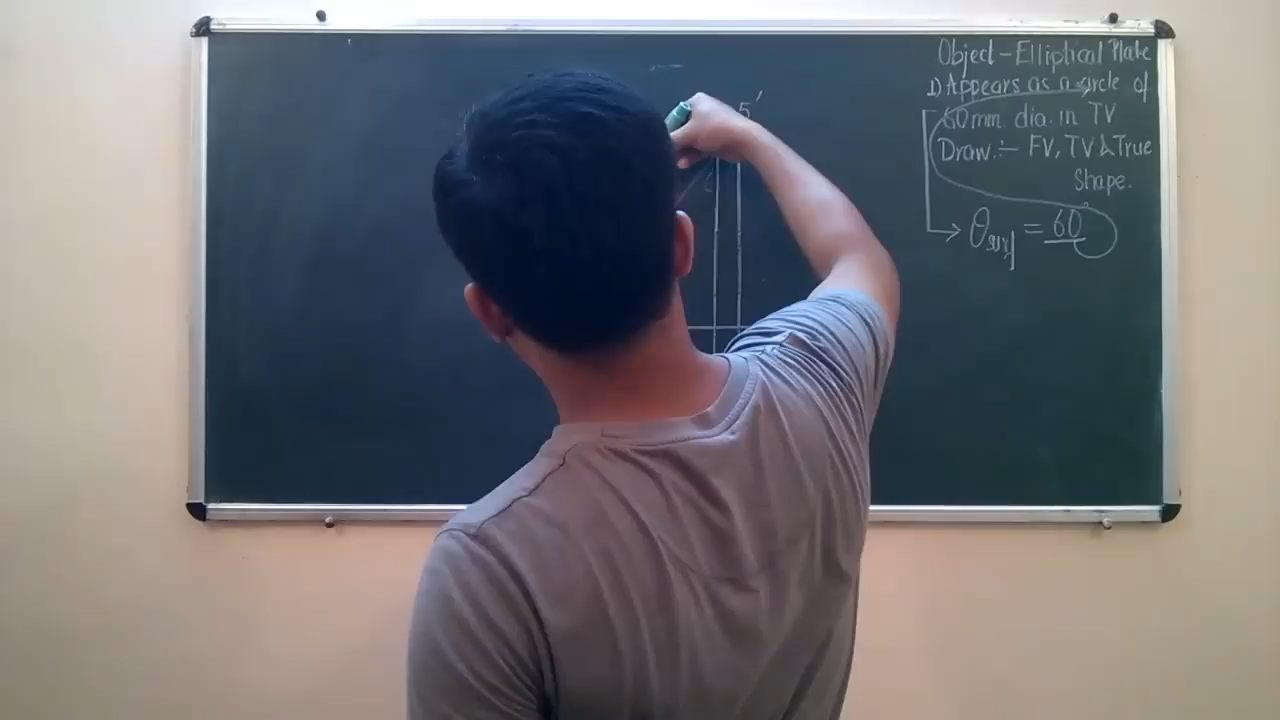 5'
Object - Elliptical Plate
1) Appears as a circle of
60mm. dia. in TV
Draw :- FV, TV & True
Shape.
θsurf = 60